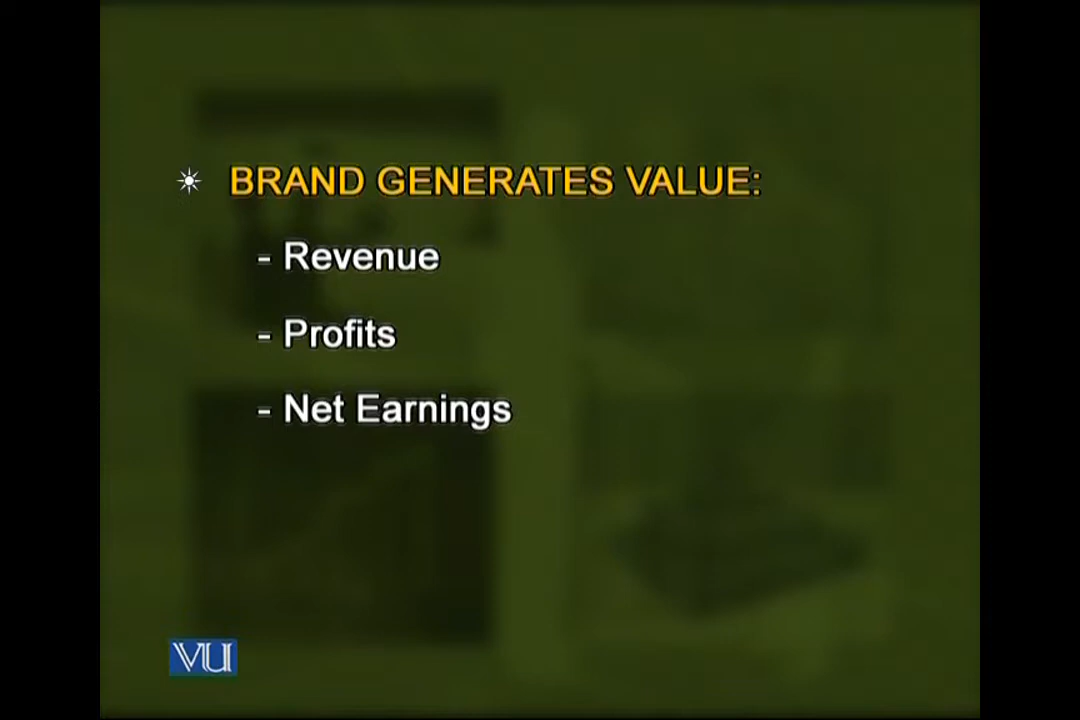 BRAND GENERATES VALUE:
- Revenue
- Profits
- Net Earnings
VU